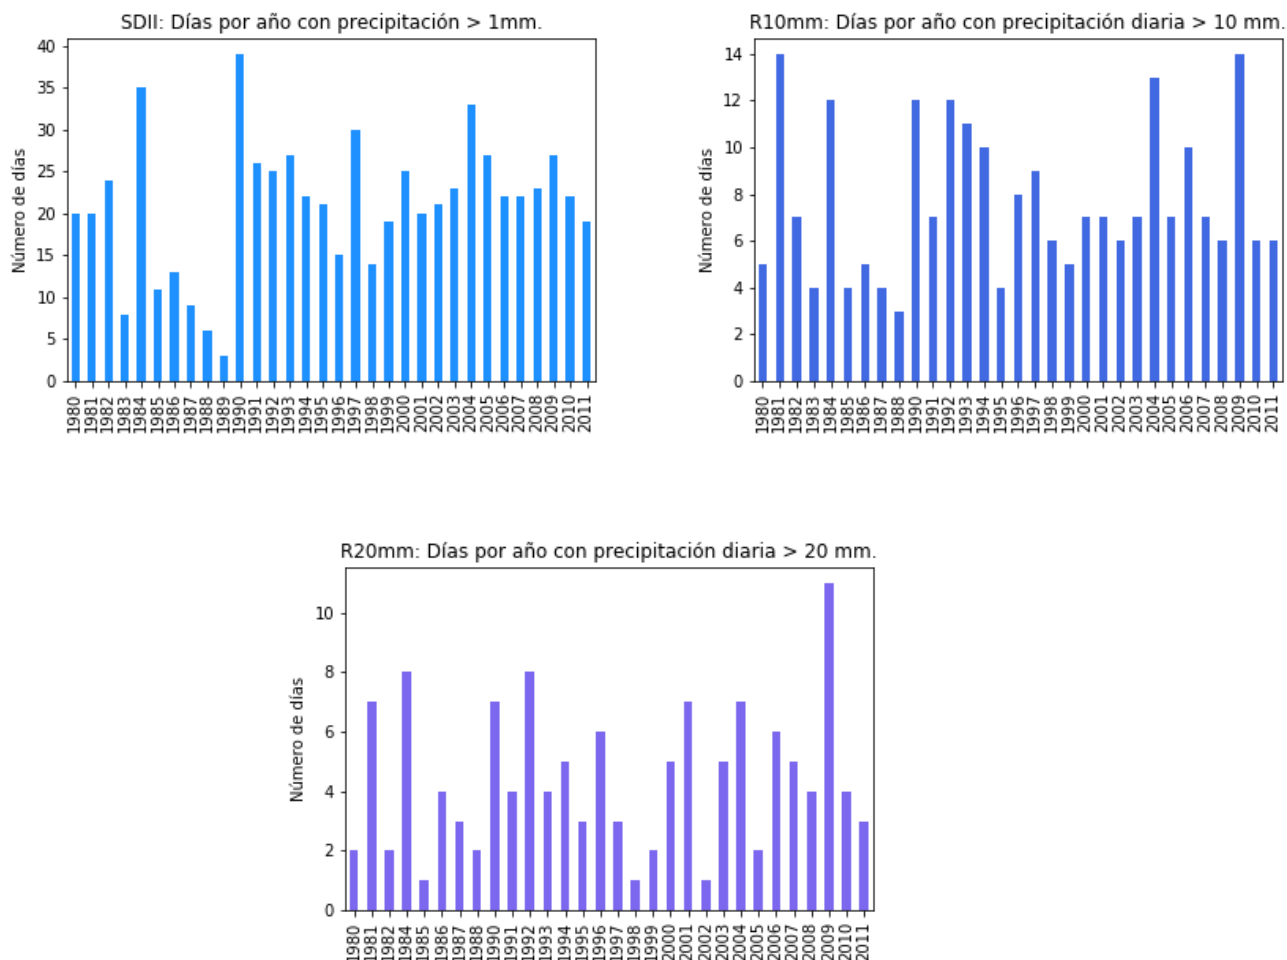 SDII: Días por año con precipitación > 1mm.
40
35
30
25
20
15
10
5
0
Número de días
1980 1981 1982 1983 1984 1985 1986 1987 1988 1989 1990 1991 1992 1993 1994 1995 1996 1997 1998 1999 2000 2001 2002 2003 2004 2005 2006 2007 2008 2009 2010 2011
R10mm: Días por año con precipitación diaria > 10 mm.
14
12
10
8
6
4
2
0
Número de días
1980 1981 1982 1983 1984 1985 1986 1987 1988 1990 1991 1992 1993 1994 1995 1996 1997 1998 1999 2000 2001 2002 2003 2004 2005 2006 2007 2008 2009 2010 2011
R20mm: Días por año con precipitación diaria > 20 mm.
10
8
6
4
2
0
Número de días
1980 1981 1982 1984 1985 1986 1987 1988 1990 1991 1992 1993 1994 1995 1996 1997 1998 1999 2000 2001 2002 2003 2004 2005 2006 2007 2008 2009 2010 2011